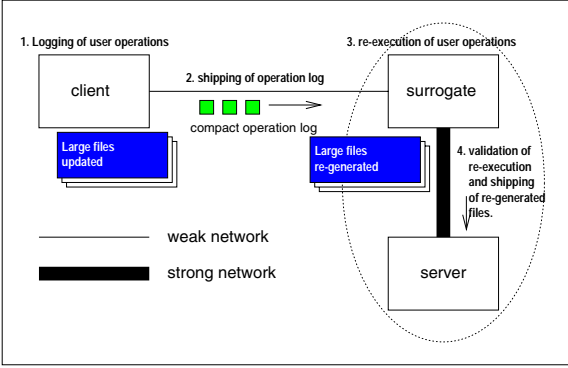 1. Logging of user operations
3. re-execution of user operations
client
2. shipping of operation log
surrogate
compact operation log
Large files
updated
Large files
re-generated
4. validation of
re-execution
and shipping
of re-generated
files.
weak network
strong network
server